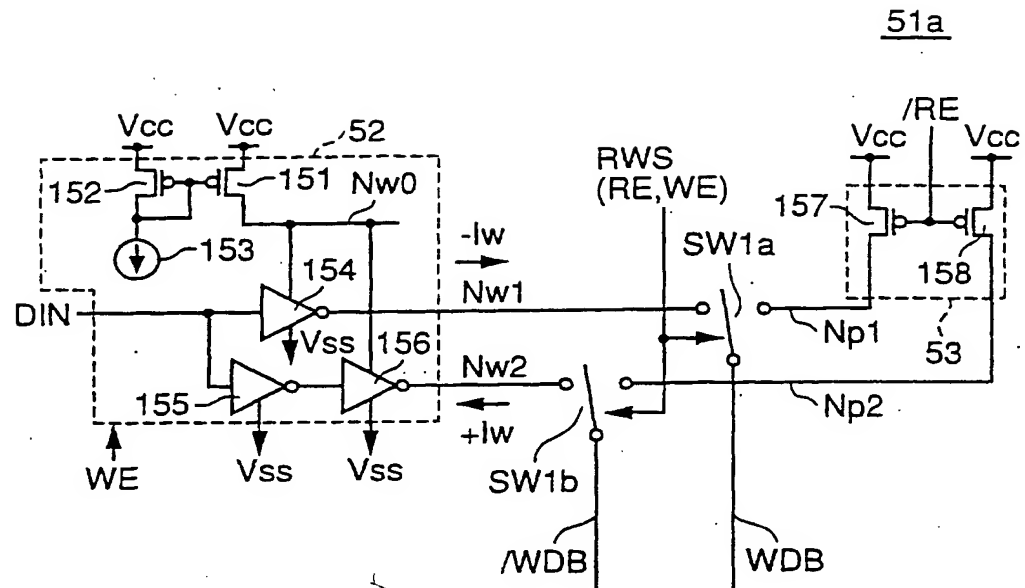 51a
/RE
Vcc Vcc 52 Vcc Vcc
RWS
(RE,WE)
152 151 Nw0 157
SW1a
-Iw
153 158
154 Nw1
DIN Np1 53
Vss 156
Nw2
155 Np2
+Iw
WE Vss Vss SW1b
/WDB WDB